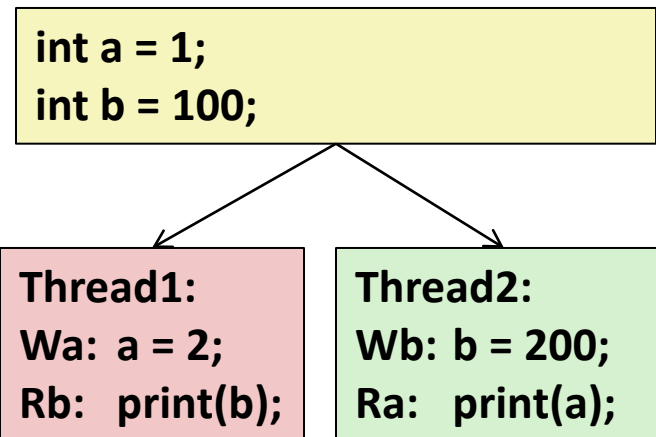 int a = 1;
int b = 100;
Thread1:
Wa: a = 2;
Rb: print(b);
Thread2:
Wb: b = 200;
Ra: print(a);